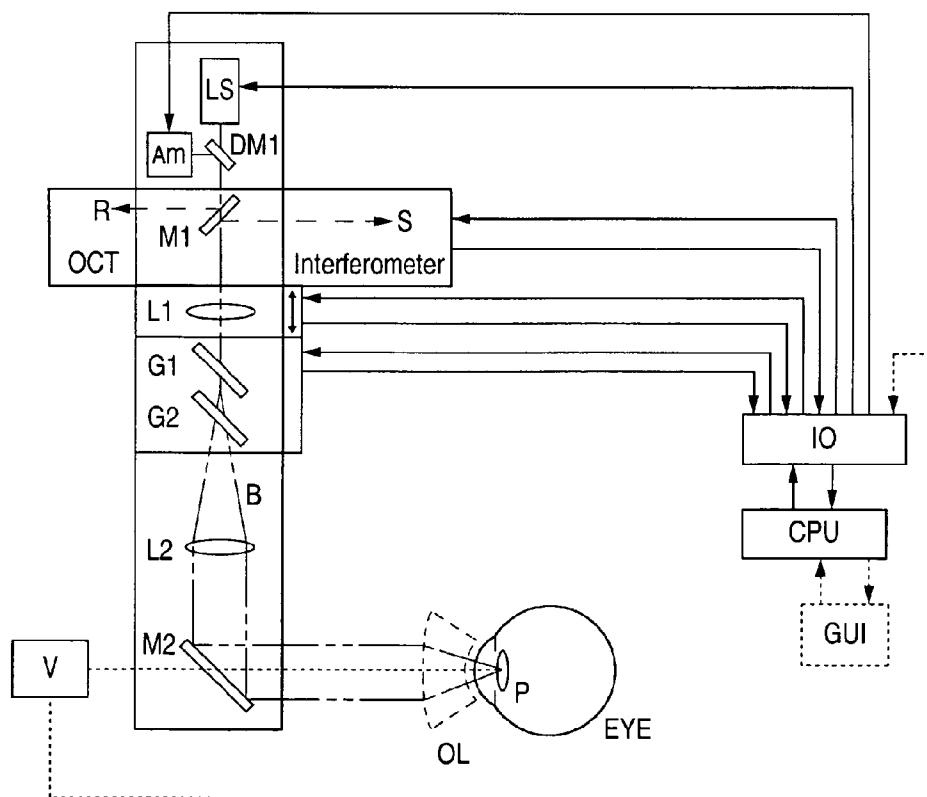 LS
DM1
Am
R
S
M1
OCT
Interferometer
L1
G1
G2
IO
B
CPU
L2
GUI
M2
V
P
EYE
OL